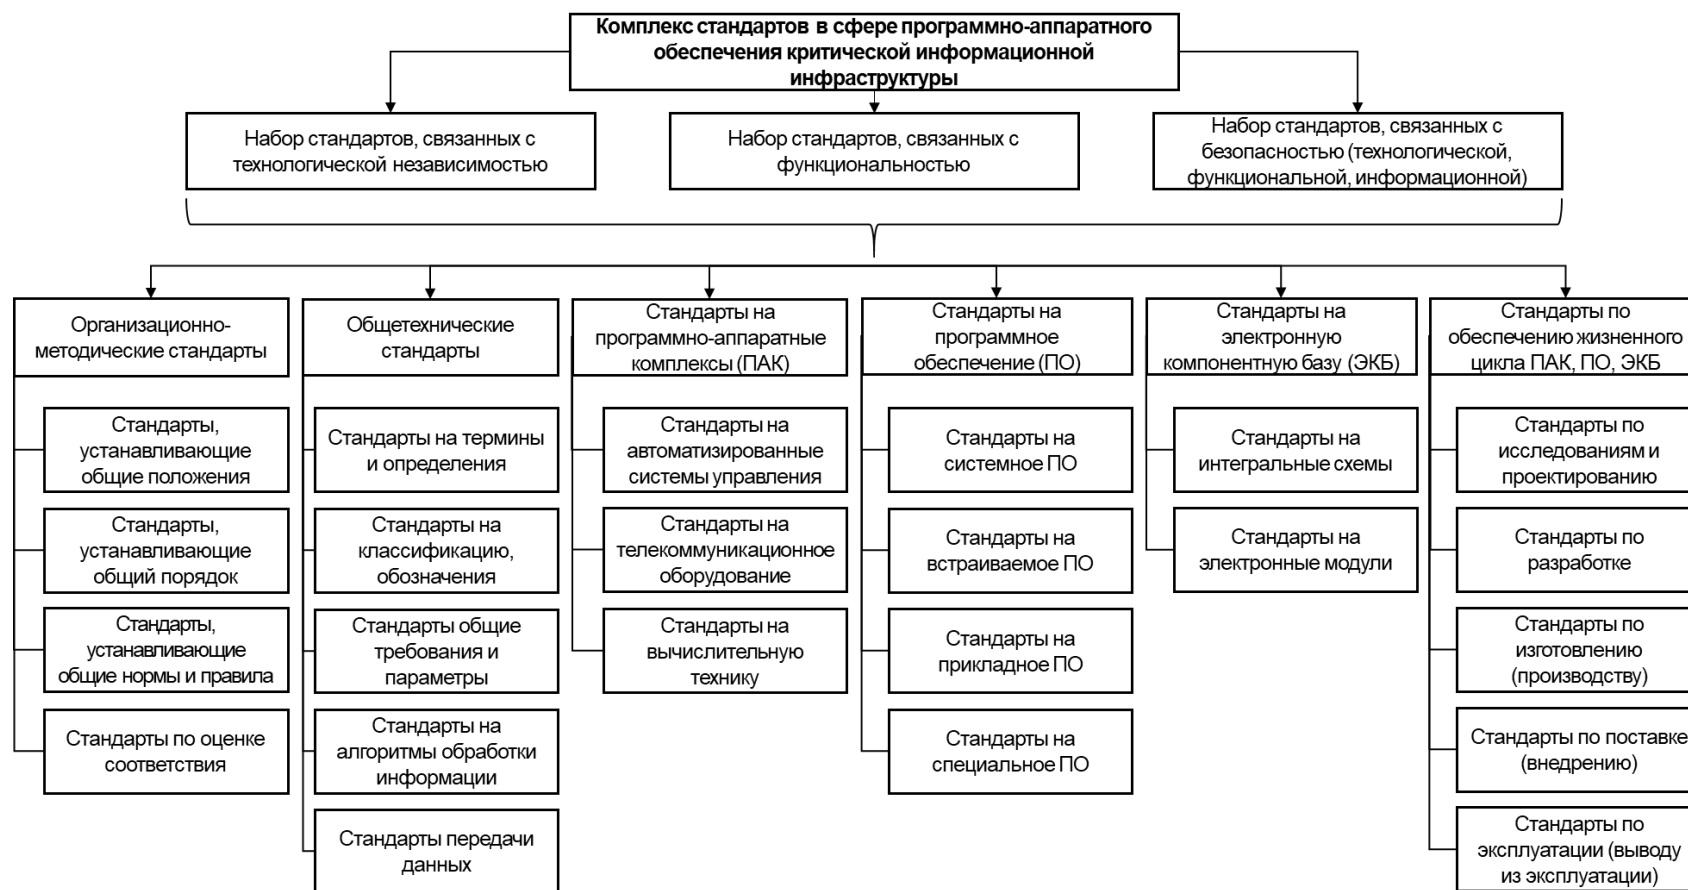 Комплекс стандартов в сфере программно-аппаратного
обеспечения критической информационной
инфраструктуры
Набор стандартов, связанных с
технологической независимостью
Набор стандартов, связанных с
функциональностью
Набор стандартов, связанных с
безопасностью (технологической,
функциональной, информационной)
Организационно-
методические стандарты
Стандарты,
устанавливающие
общие положения
Стандарты,
устанавливающие
общий порядок
Стандарты,
устанавливающие
общие нормы и правила
Стандарты по оценке
соответствия
Общетехнические
стандарты
Стандарты на термины
и определения
Стандарты на
классификацию,
обозначения
Стандарты общие
требования и
параметры
Стандарты на
алгоритмы обработки
информации
Стандарты передачи
данных
Стандарты на
программно-аппаратные
комплексы (ПАК)
Стандарты на
автоматизированные
системы управления
Стандарты на
телекоммуникационное
оборудование
Стандарты на
вычислительную
технику
Стандарты на
программное
обеспечение (ПО)
Стандарты на
системное ПО
Стандарты на
встраиваемое ПО
Стандарты на
прикладное ПО
Стандарты на
специальное ПО
Стандарты на
электронную
компонентную базу (ЭКБ)
Стандарты на
интегральные схемы
Стандарты на
электронные модули
Стандарты по
обеспечению жизненного
цикла ПАК, ПО, ЭКБ
Стандарты по
исследованиям и
проектированию
Стандарты по
разработке
Стандарты по
изготовлению
(производству)
Стандарты по поставке
(внедрению)
Стандарты по
эксплуатации (выводу
из эксплуатации)